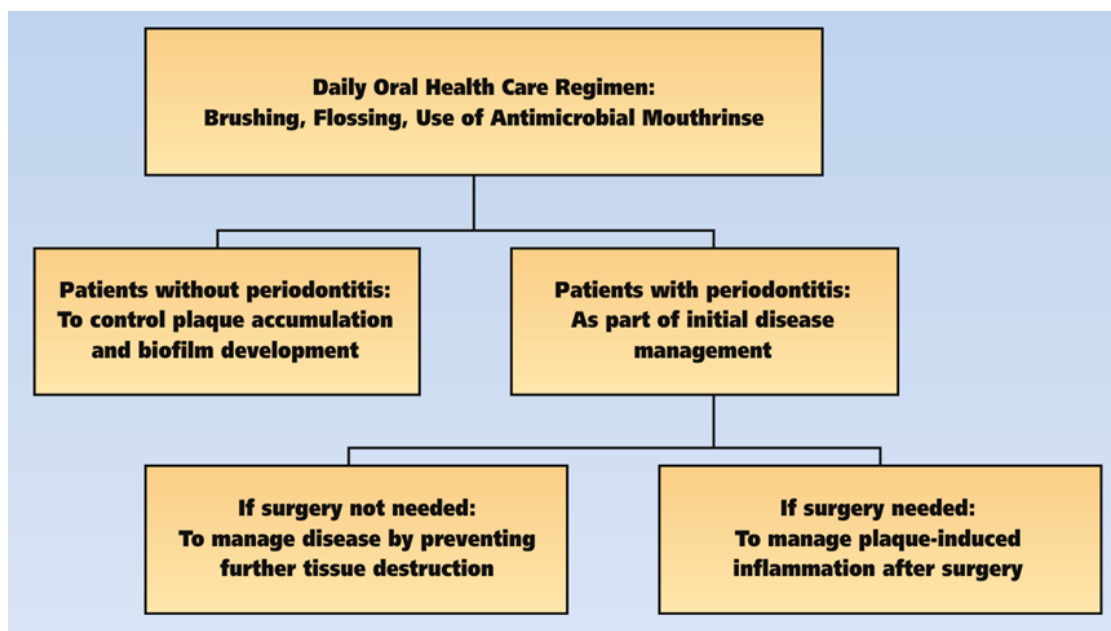 Daily Oral Health Care Regimen:
Brushing, Flossing, Use of Antimicrobial Mouthrinse
Patients without periodontitis:
To control plaque accumulation
and biofilm development
Patients with periodontitis:
As part of initial disease
management
If surgery not needed:
To manage disease by preventing
further tissue destruction
If surgery needed:
To manage plaque-induced
inflammation after surgery